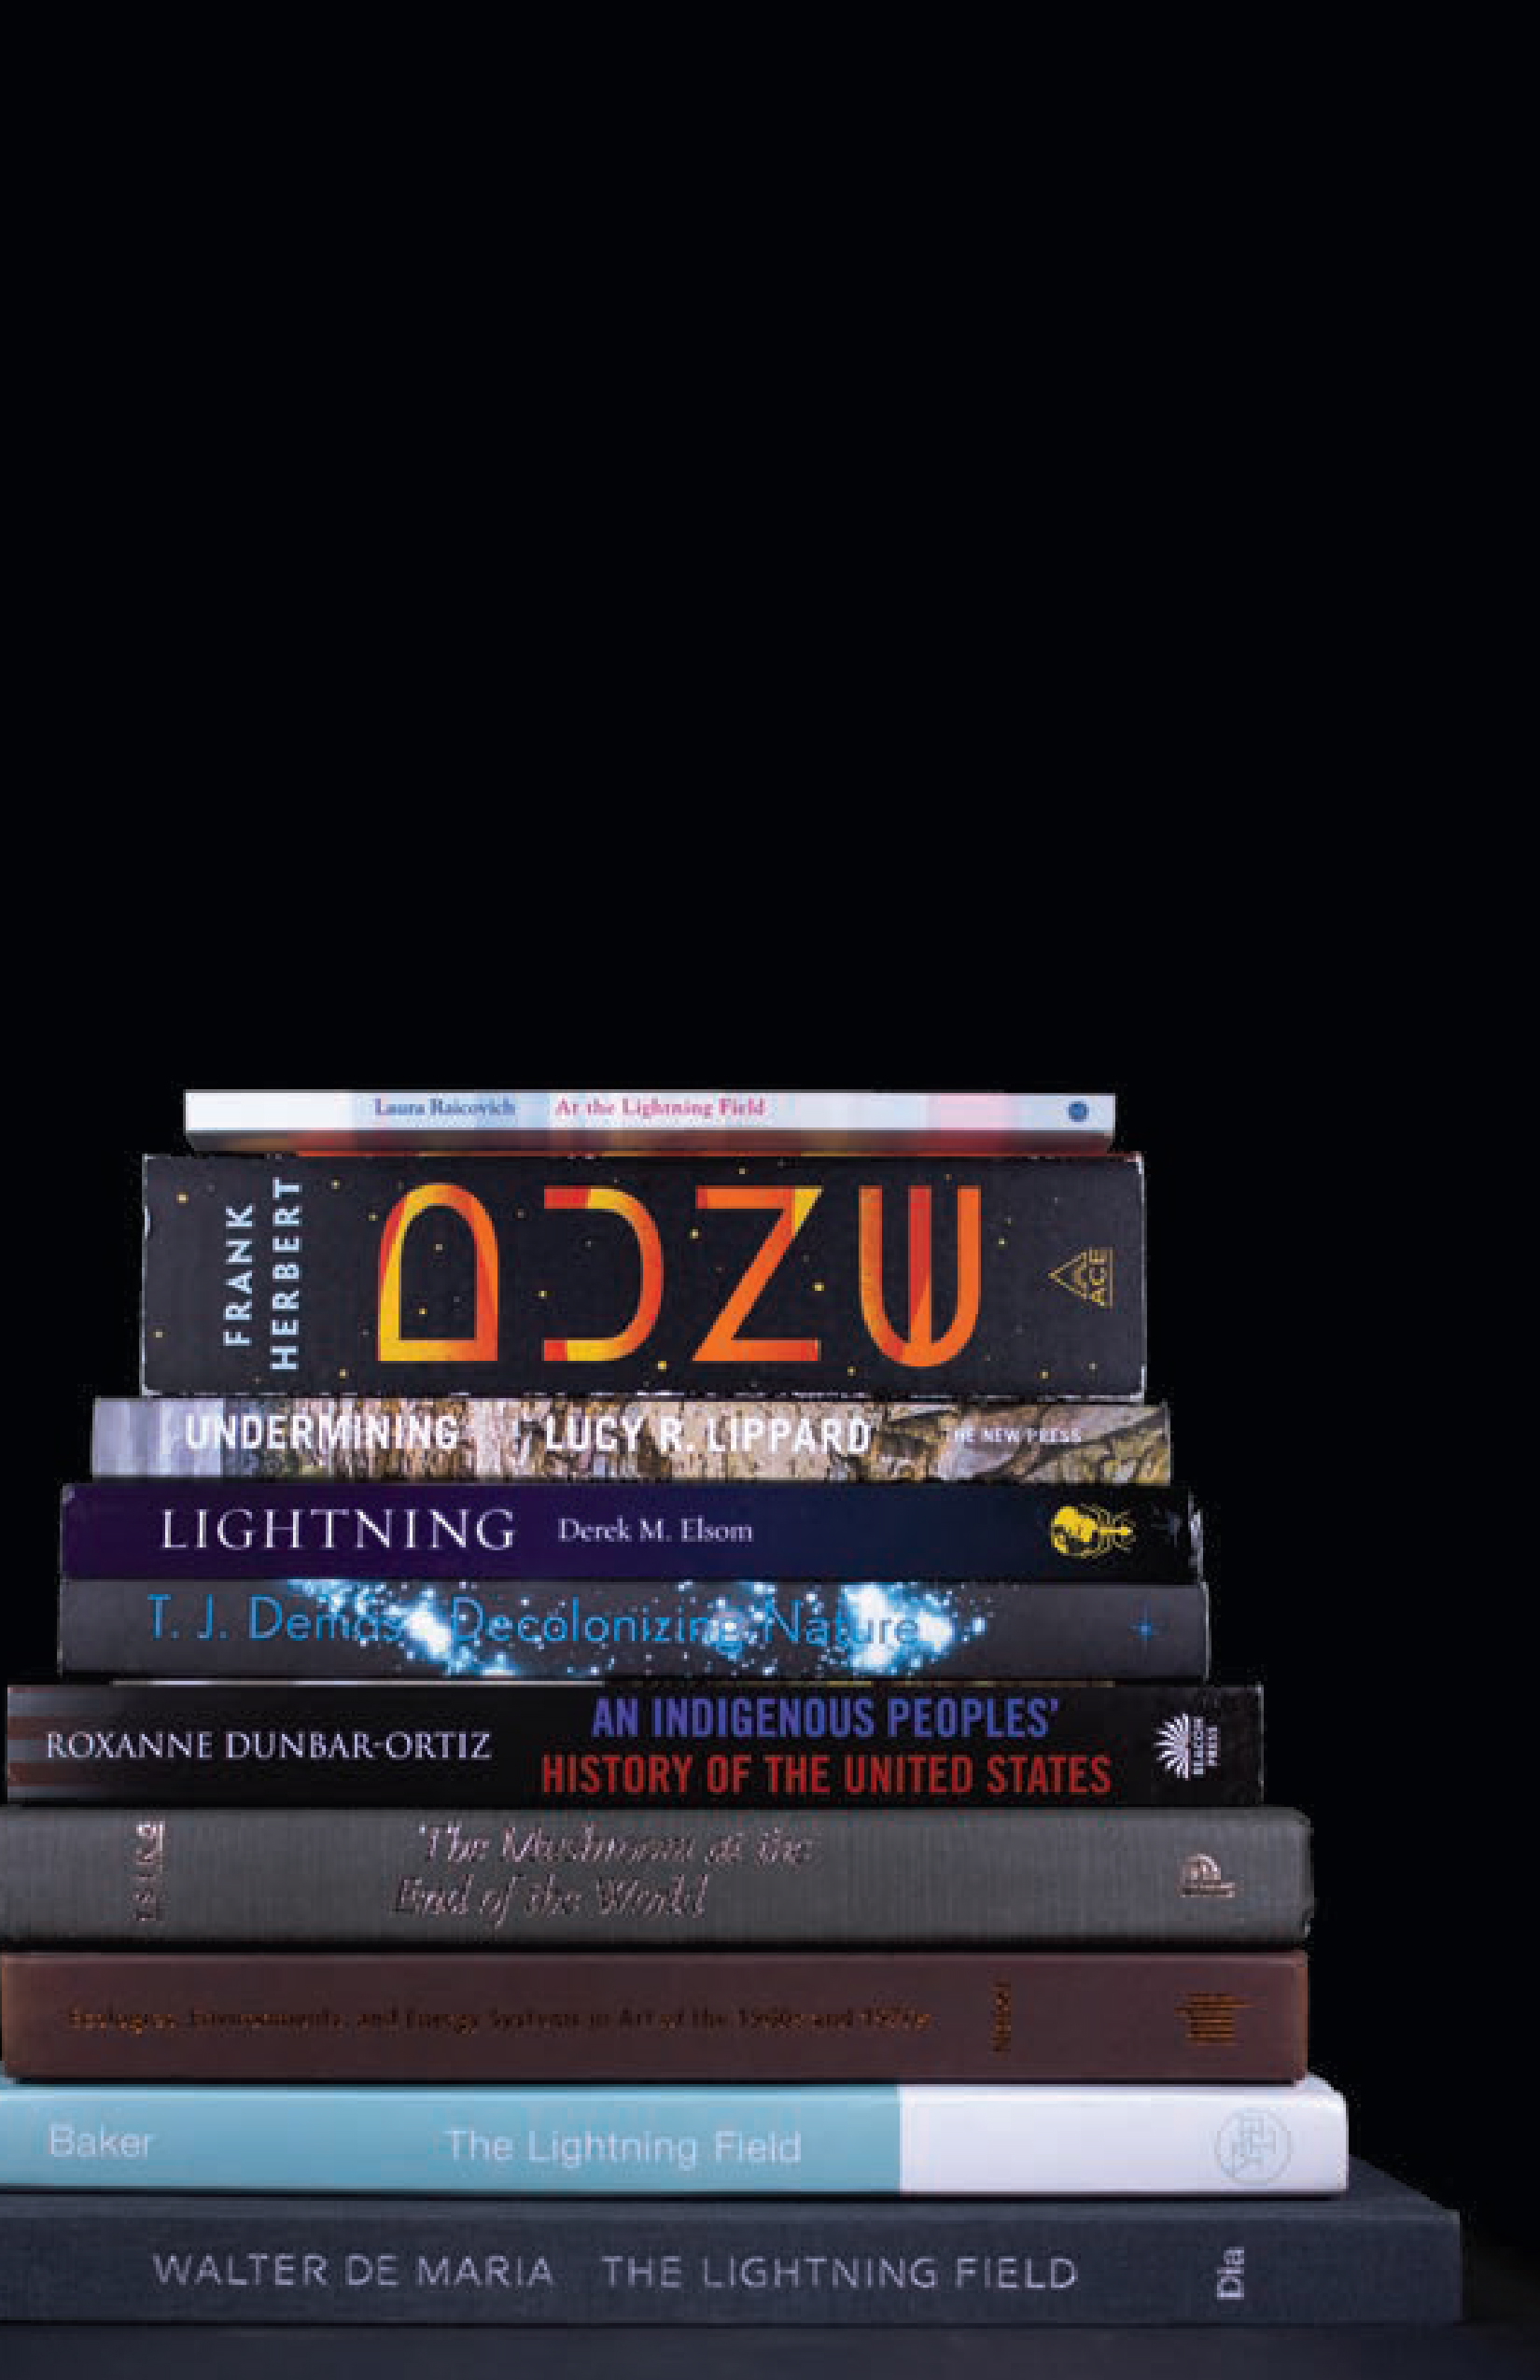 Laura Raicovich At the Lightning Field
FRANK
HERBERT
DUNE
ACE
UNDERMINING LUCY R. LIPPARD THE NEW PRESS
LIGHTNING Derek M. Elsom
T. J. Demos Decolonizing Nature
ROXANNE DUNBAR-ORTIZ
AN INDIGENOUS PEOPLES'
HISTORY OF THE UNITED STATES
BEACON
PRESS
TSING
The Mushroom at the
End of the World
Ecologies, Environments, and Energy Systems in Art of the 1960s and 1970s
Nisbet
Baker The Lightning Field
WALTER DE MARIA THE LIGHTNING FIELD Dia